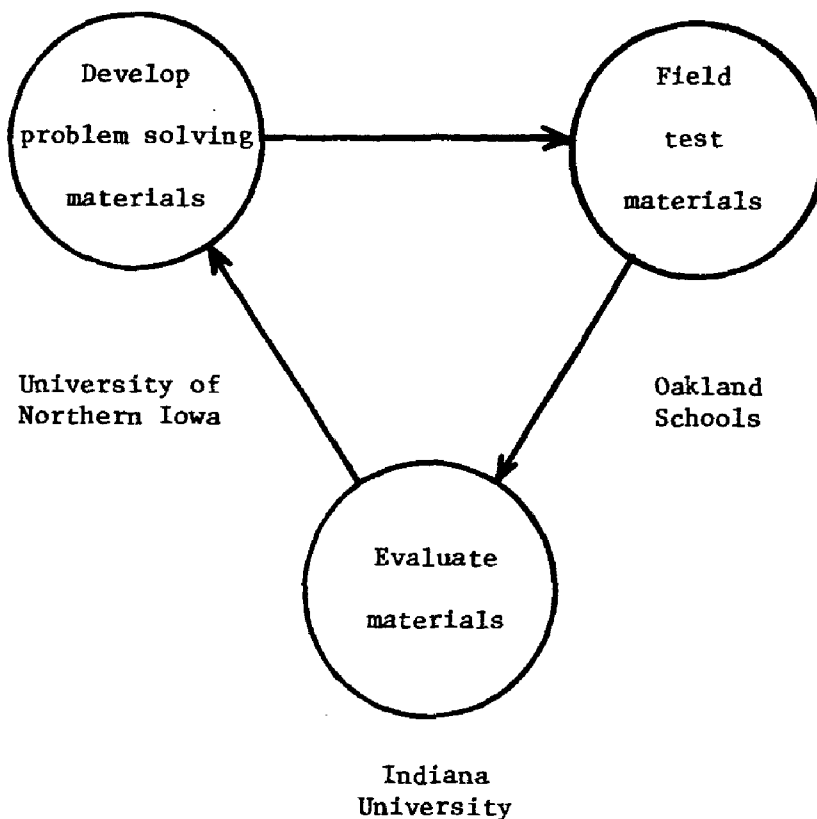 Develop
problem solving
materials
Field
test
materials
University of
Northern Iowa
Oakland
Schools
Evaluate
materials
Indiana
University